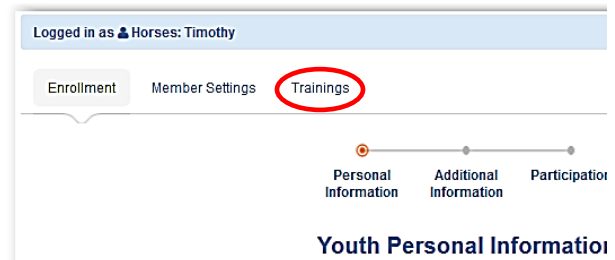 Logged in as Horses: Timothy
Enrollment Member Settings Trainings
Personal Information
Additional Information
Participation
Youth Personal Information